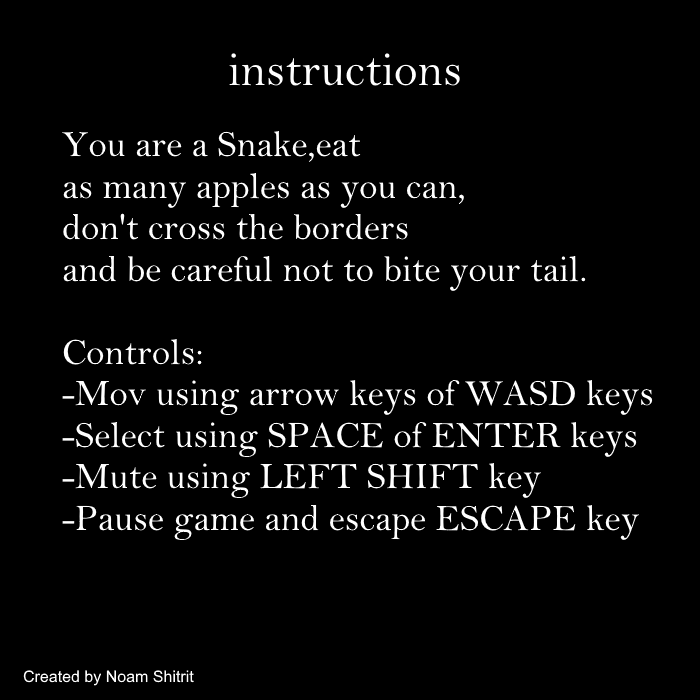 instructions
You are a Snake,eat
as many apples as you can,
don't cross the borders
and be careful not to bite your tail.
Controls:
-Mov using arrow keys of WASD keys
-Select using SPACE of ENTER keys
-Mute using LEFT SHIFT key
-Pause game and escape ESCAPE key
Created by Noam Shitrit